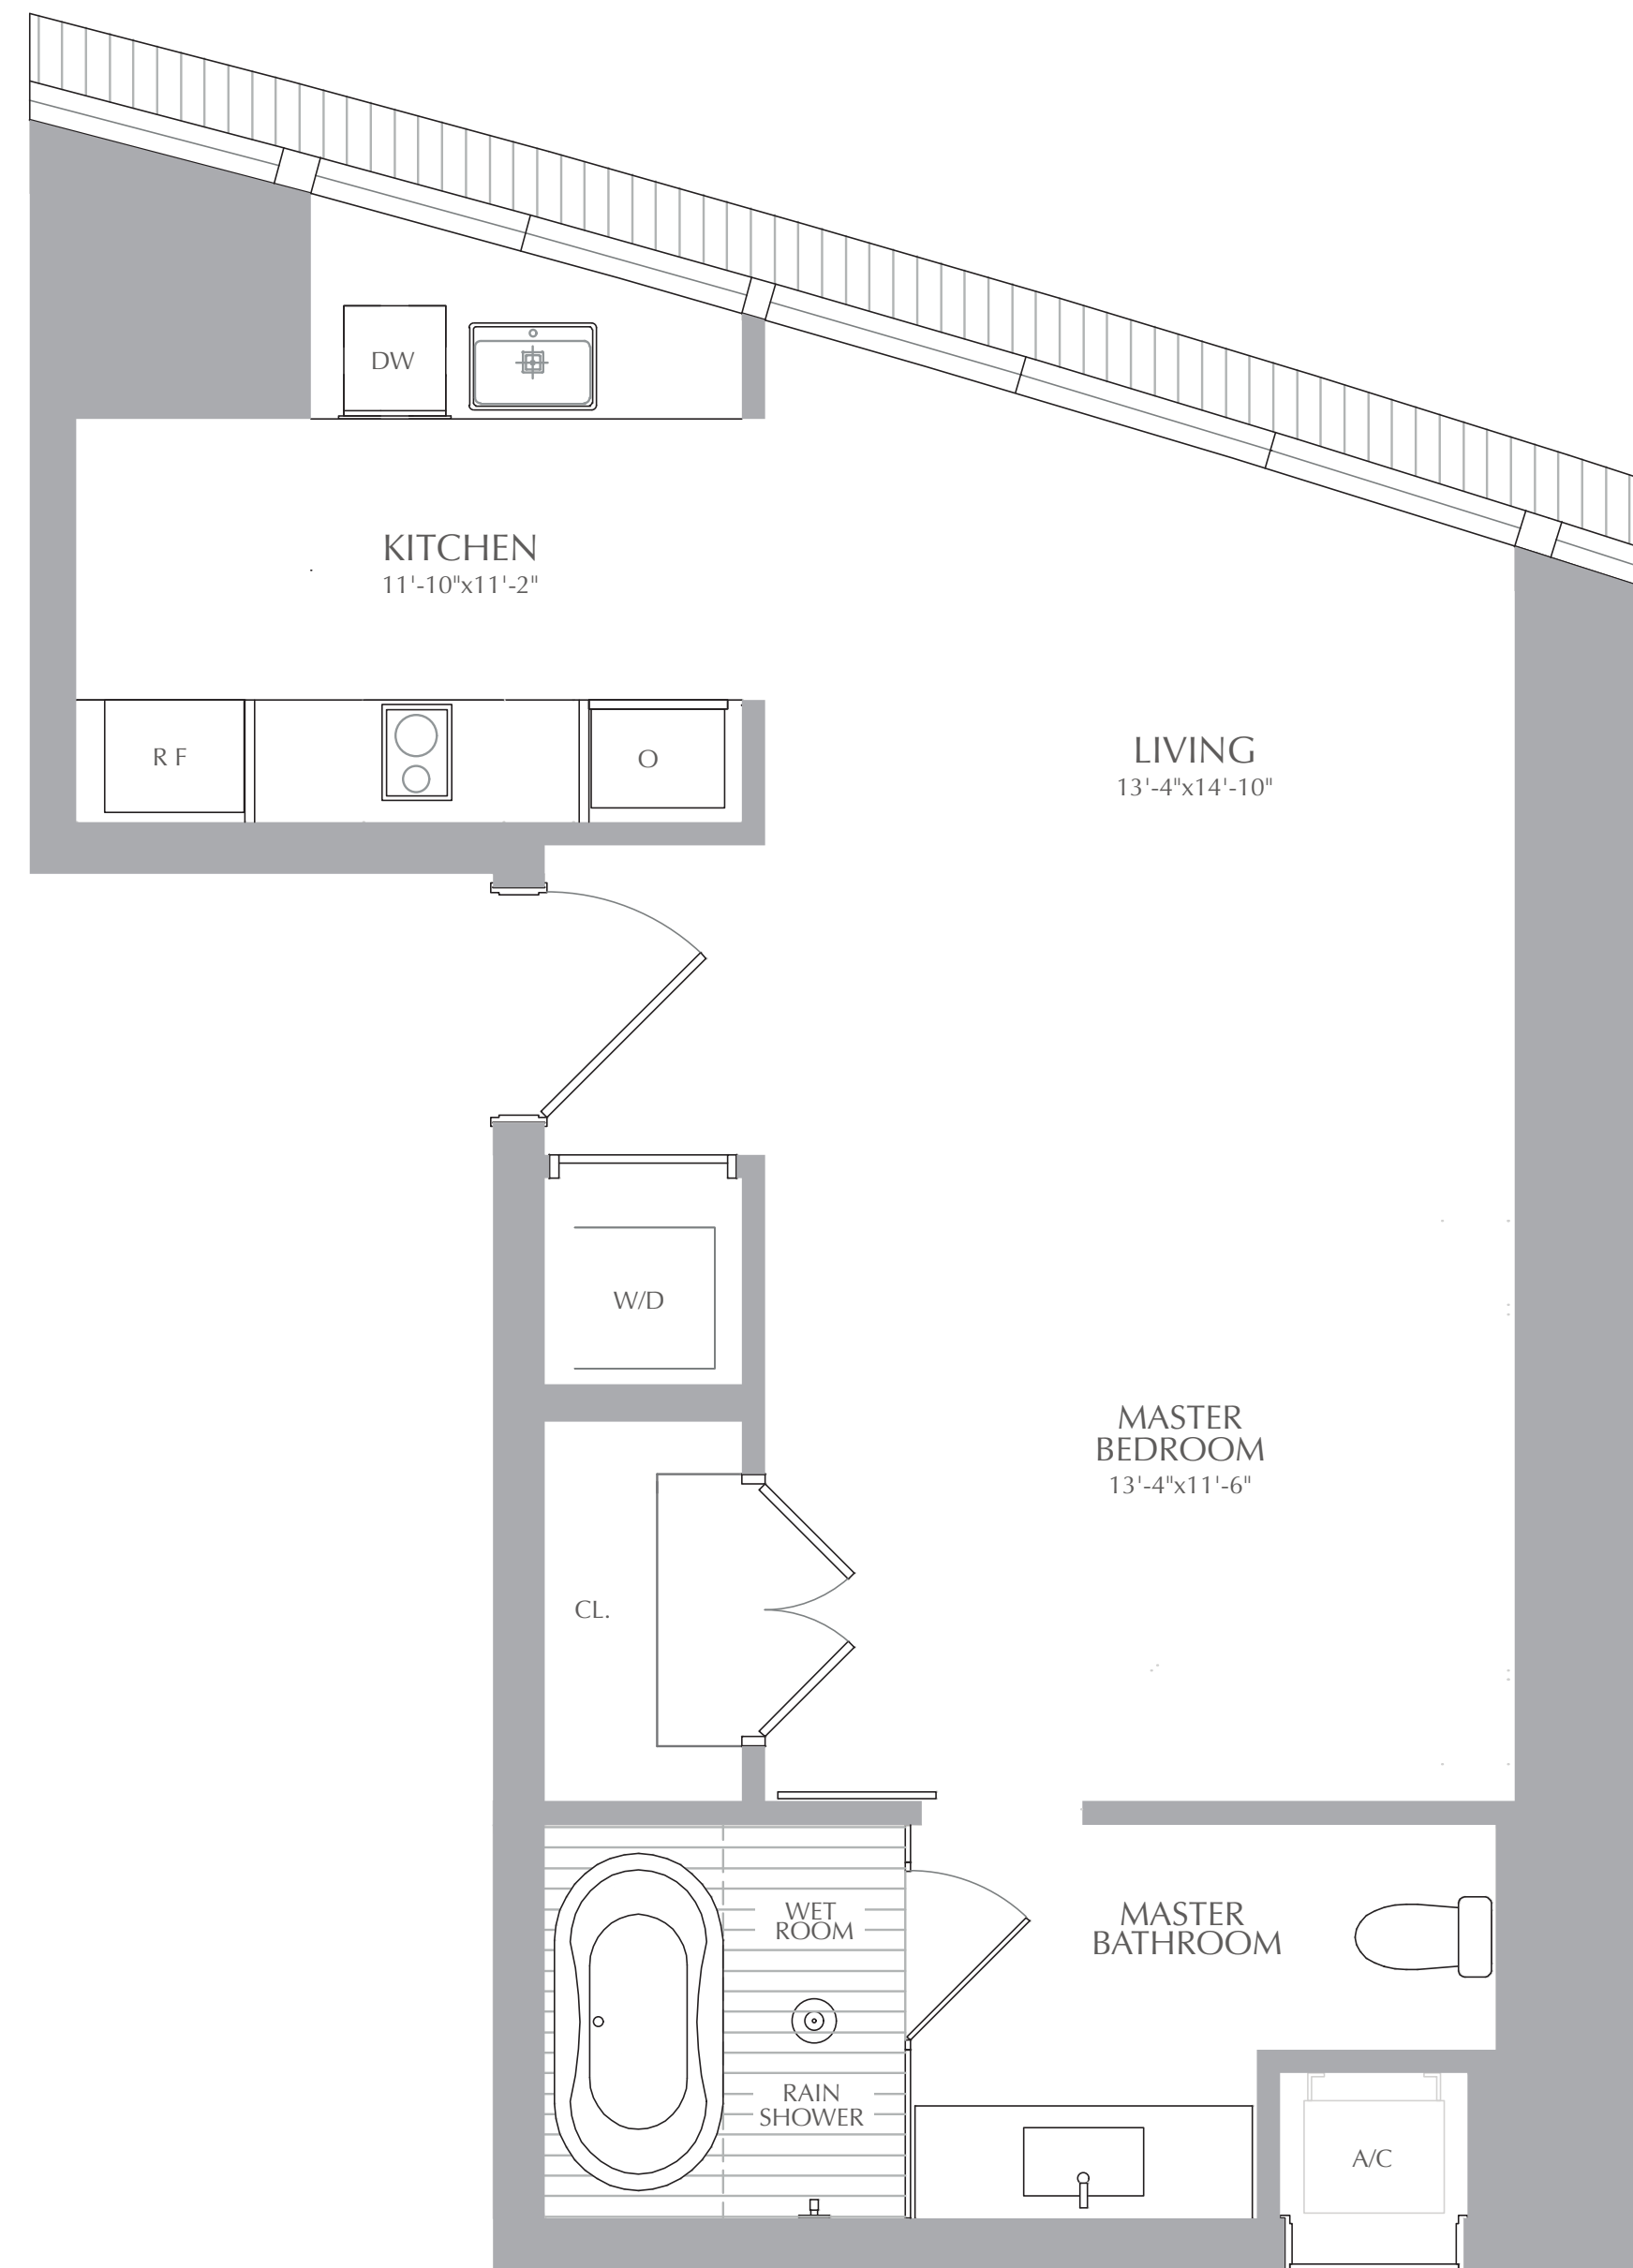 DW
KITCHEN
11'-10"x11'-2"
R F
O
LIVING
13'-4"x14'-10"
W/D
MASTER
BEDROOM
13'-4"x11'-6"
CL.
WET
ROOM
MASTER
BATHROOM
RAIN
SHOWER
A/C